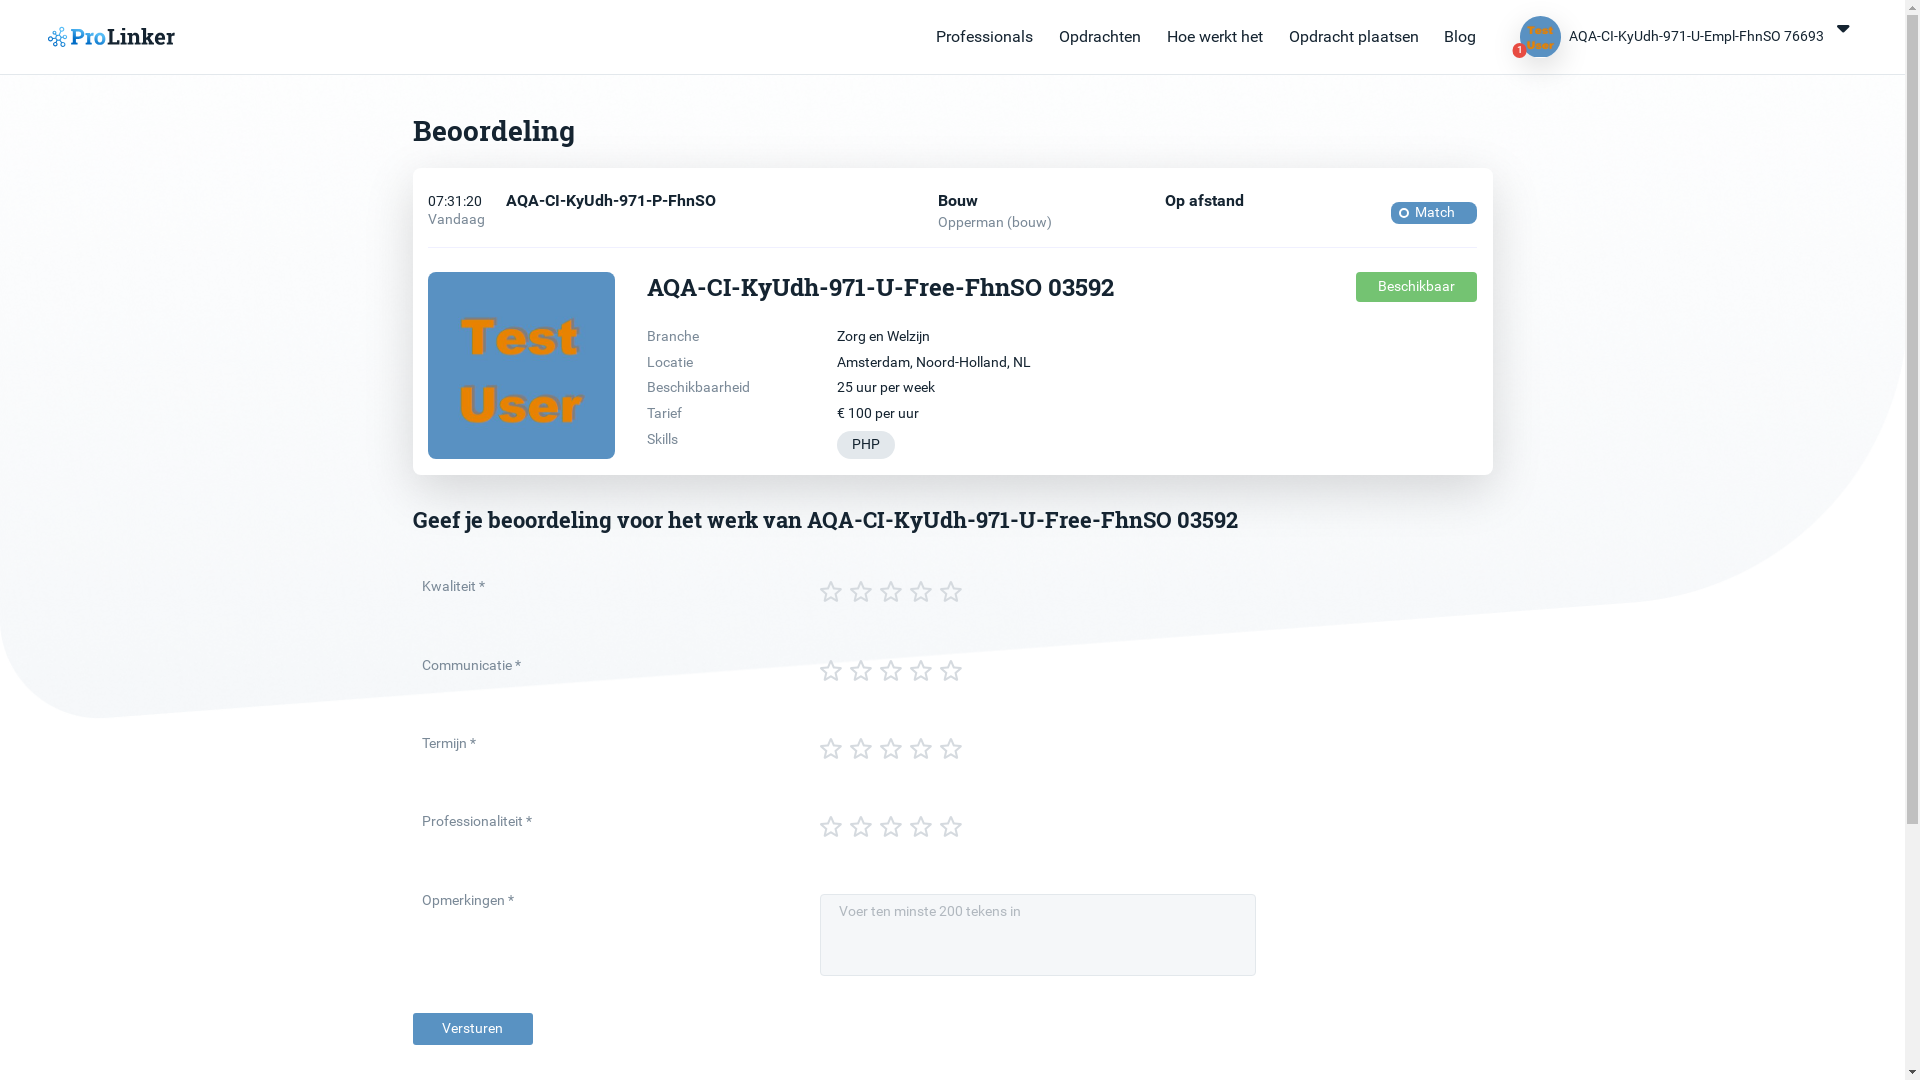 ProLinker
Professionals Opdrachten Hoe werkt het Opdracht plaatsen Blog
Test User
1
AQA-CI-KyUdh-971-U-Empl-FhnSO 76693
Beoordeling
07:31:20 AQA-CI-KyUdh-971-P-FhnSO Bouw Op afstand
Vandaag Opperman (bouw)
Match
AQA-CI-KyUdh-971-U-Free-FhnSO 03592
Beschikbaar
Test
User
Branche Zorg en Welzijn
Locatie Amsterdam, Noord-Holland, NL
Beschikbaarheid 25 uur per week
Tarief € 100 per uur
Skills PHP
Geef je beoordeling voor het werk van AQA-CI-KyUdh-971-U-Free-FhnSO 03592
Kwaliteit *
Communicatie *
Termijn *
Professionaliteit *
Opmerkingen * Voer ten minste 200 tekens in
Versturen